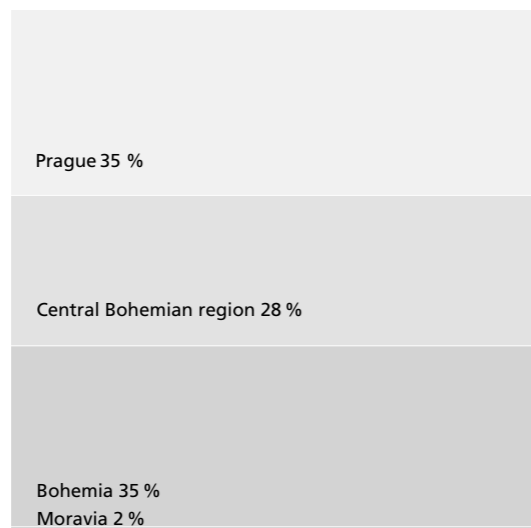 Prague 35 %
Central Bohemian region 28 %
Bohemia 35 %
Moravia 2 %